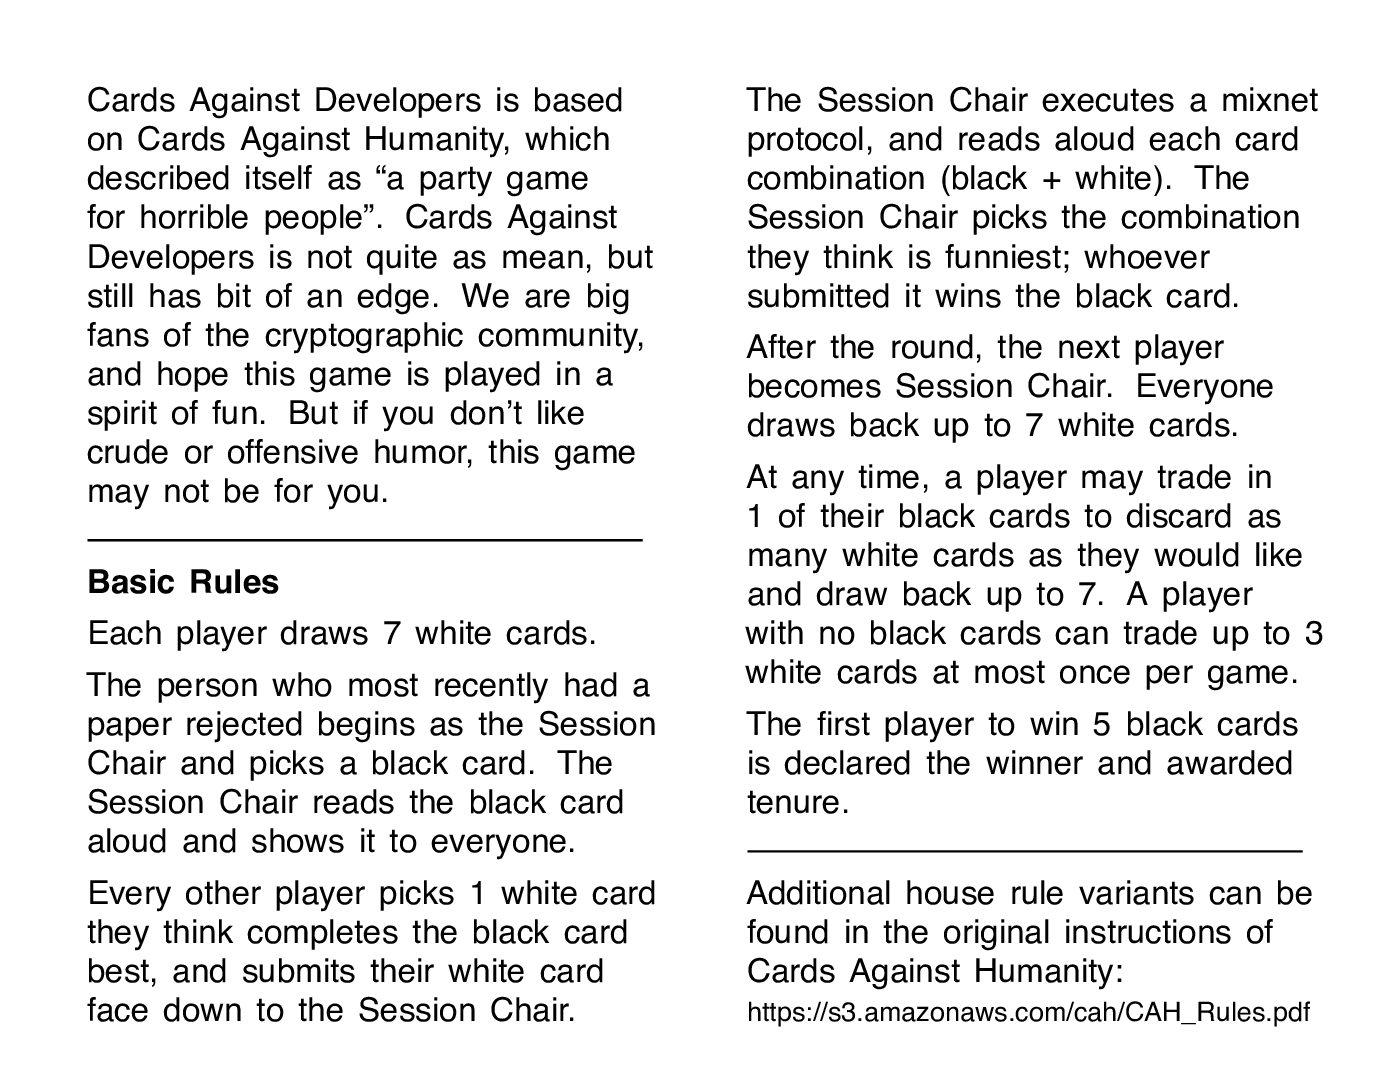 Cards Against Developers is based
on Cards Against Humanity, which
described itself as “a party game
for horrible people”. Cards Against
Developers is not quite as mean, but
still has bit of an edge. We are big
fans of the cryptographic community,
and hope this game is played in a
spirit of fun. But if you don’t like
crude or offensive humor, this game
may not be for you.
Basic Rules
Each player draws 7 white cards.
The person who most recently had a
paper rejected begins as the Session
Chair and picks a black card. The
Session Chair reads the black card
aloud and shows it to everyone.
Every other player picks 1 white card
they think completes the black card
best, and submits their white card
face down to the Session Chair.
The Session Chair executes a mixnet
protocol, and reads aloud each card
combination (black + white). The
Session Chair picks the combination
they think is funniest; whoever
submitted it wins the black card.
After the round, the next player
becomes Session Chair. Everyone
draws back up to 7 white cards.
At any time, a player may trade in
1 of their black cards to discard as
many white cards as they would like
and draw back up to 7. A player
with no black cards can trade up to 3
white cards at most once per game.
The first player to win 5 black cards
is declared the winner and awarded
tenure.
Additional house rule variants can be
found in the original instructions of
Cards Against Humanity:
https://s3.amazonaws.com/cah/CAH_Rules.pdf